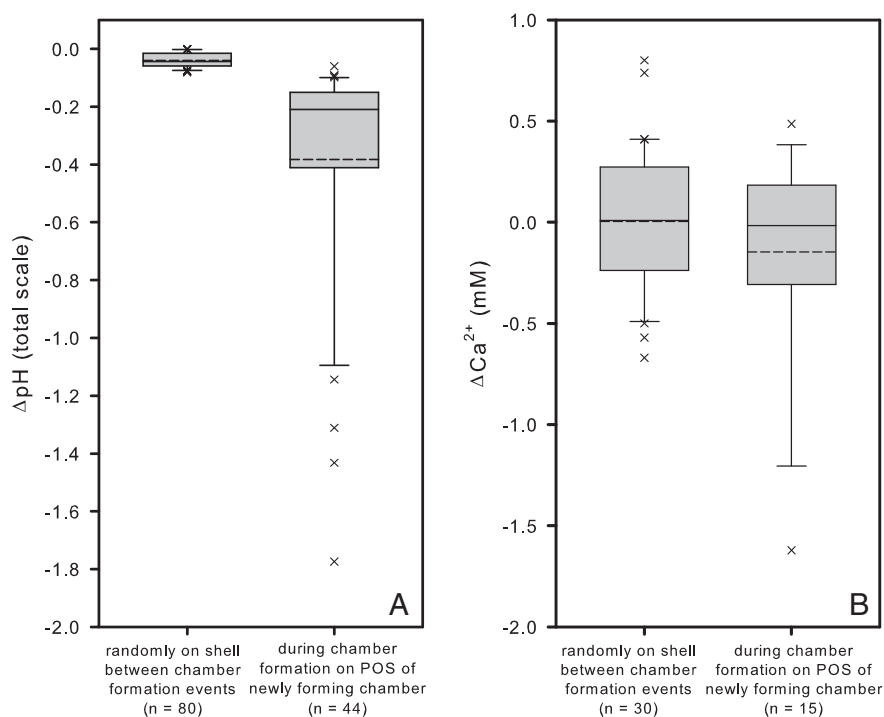 0.0
-0.2
-0.4
-0.6
-0.8
-1.0
-1.2
-1.4
-1.6
-1.8
-2.0
ΔpH (total scale)
A
randomly on shell
between chamber
formation events
(n = 80)
during chamber
formation on POS of
newly forming chamber
(n = 44)
1.0
0.5
0.0
-0.5
-1.0
-1.5
-2.0
ΔCa²⁺ (mM)
B
randomly on shell
between chamber
formation events
(n = 30)
during chamber
formation on POS of
newly forming chamber
(n = 15)